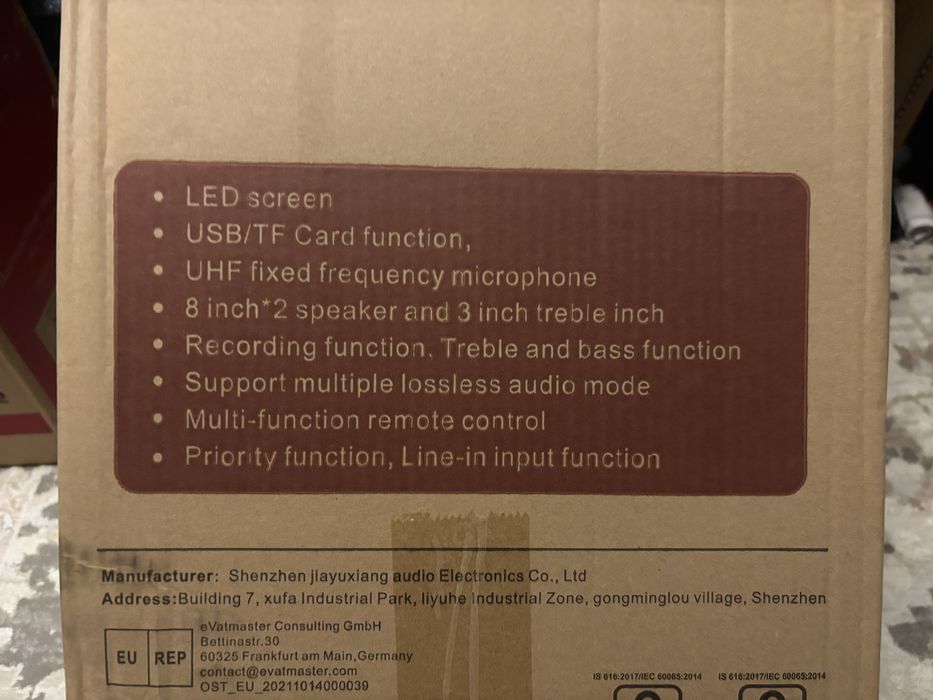 • LED screen
• USB/TF Card function,
• UHF fixed frequency microphone
• 8 inch*2 speaker and 3 inch treble inch
• Recording function. Treble and bass function
• Support multiple lossless audio mode
• Multi-function remote control
• Priority function, Line-in input function
Manufacturer: Shenzhen jiayuxiang audio Electronics Co., Ltd
Address:Building 7, xufa Industrial Park, liyuhe Industrial Zone, gongminglou village, Shenzhen
EU REP
eVatmaster Consulting GmbH
Bettinastr.30
60325 Frankfurt am Main,Germany
contact@evatmaster.com
OST_EU_20211014000039
IS 616:2017/IEC 60065:2014 IS 616:2017/IEC 60065:2014